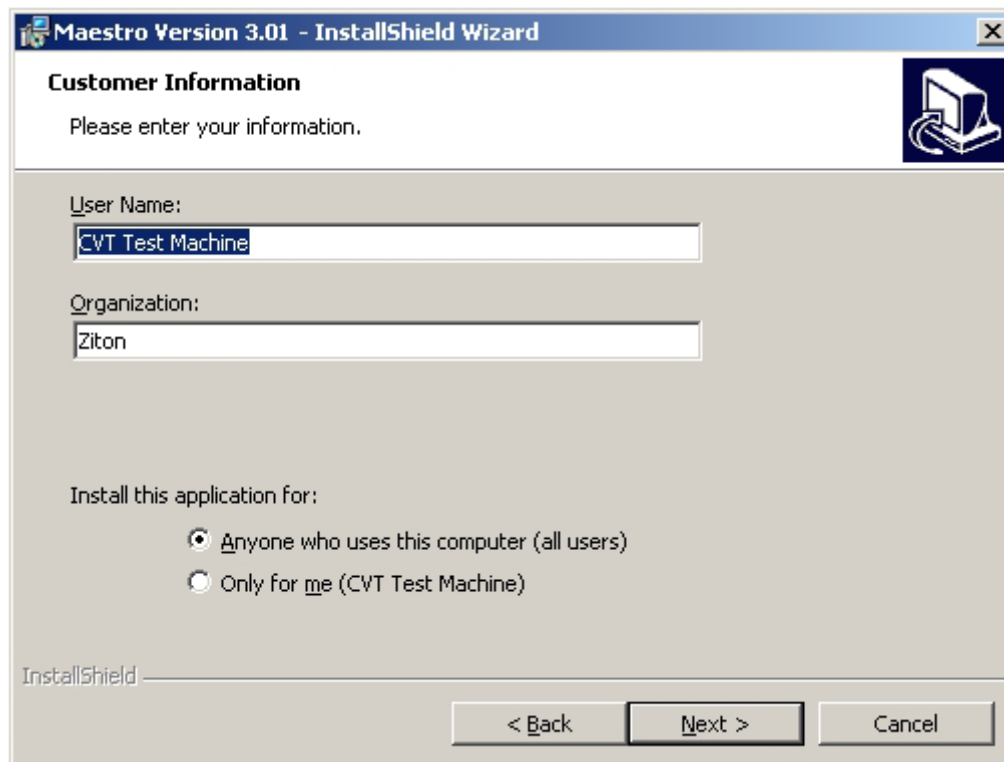 Maestro Version 3.01 - InstallShield Wizard
Customer Information
Please enter your information.
User Name:
CVT Test Machine
Organization:
Ziton
Install this application for:
Anyone who uses this computer (all users)
Only for me (CVT Test Machine)
InstallShield
< Back
Next >
Cancel